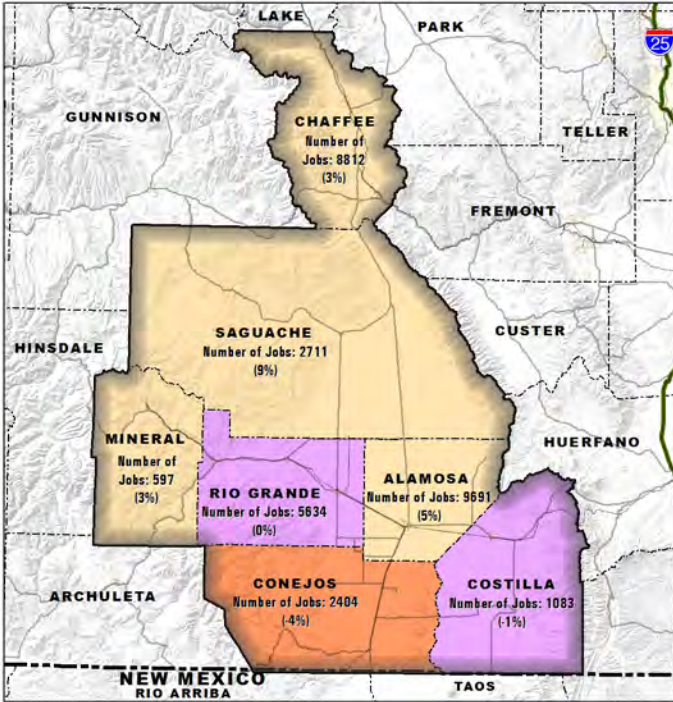 LAKE
PARK
25
GUNNISON
CHAFFEE
Number of
Jobs: 8812
(3%)
TELLER
FREMONT
SAGUACHE
Number of Jobs: 2711
(9%)
CUSTER
HINSDALE
MINERAL
Number of
Jobs: 597
(3%)
HUERFANO
RIO GRANDE
Number of Jobs: 5634
(0%)
ALAMOSA
Number of Jobs: 9691
(5%)
ARCHULETA
CONEJOS
Number of Jobs: 2404
(-4%)
COSTILLA
Number of Jobs: 1083
(-1%)
NEW MEXICO
RIO ARRIBA
TAOS